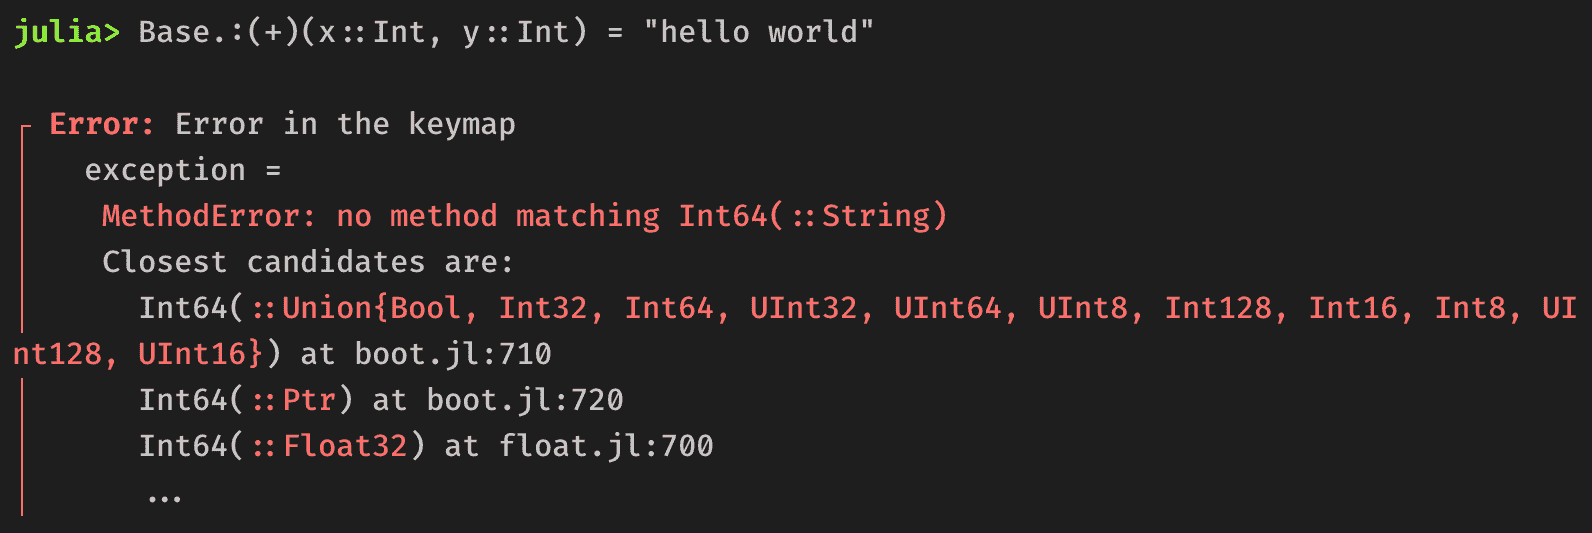 julia> Base.:(+)(x::Int, y::Int) = "hello world"
Error: Error in the keymap
exception =
MethodError: no method matching Int64(::String)
Closest candidates are:
Int64(::Union{Bool, Int32, Int64, UInt32, UInt64, UInt8, Int128, Int16, Int8, UI
nt128, UInt16}) at boot.jl:710
Int64(::Ptr) at boot.jl:720
Int64(::Float32) at float.jl:700
...